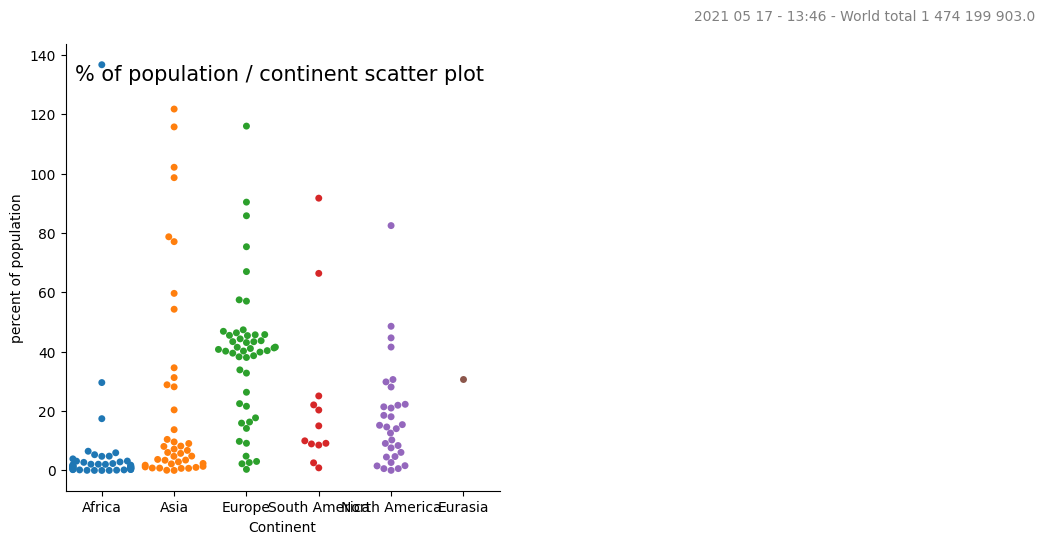 2021 05 17 - 13:46 - World total 1 474 199 903.0
% of population / continent scatter plot
140
120
100
80
60
40
20
0
percent of population
Africa Asia Europe South America North America Eurasia
Continent